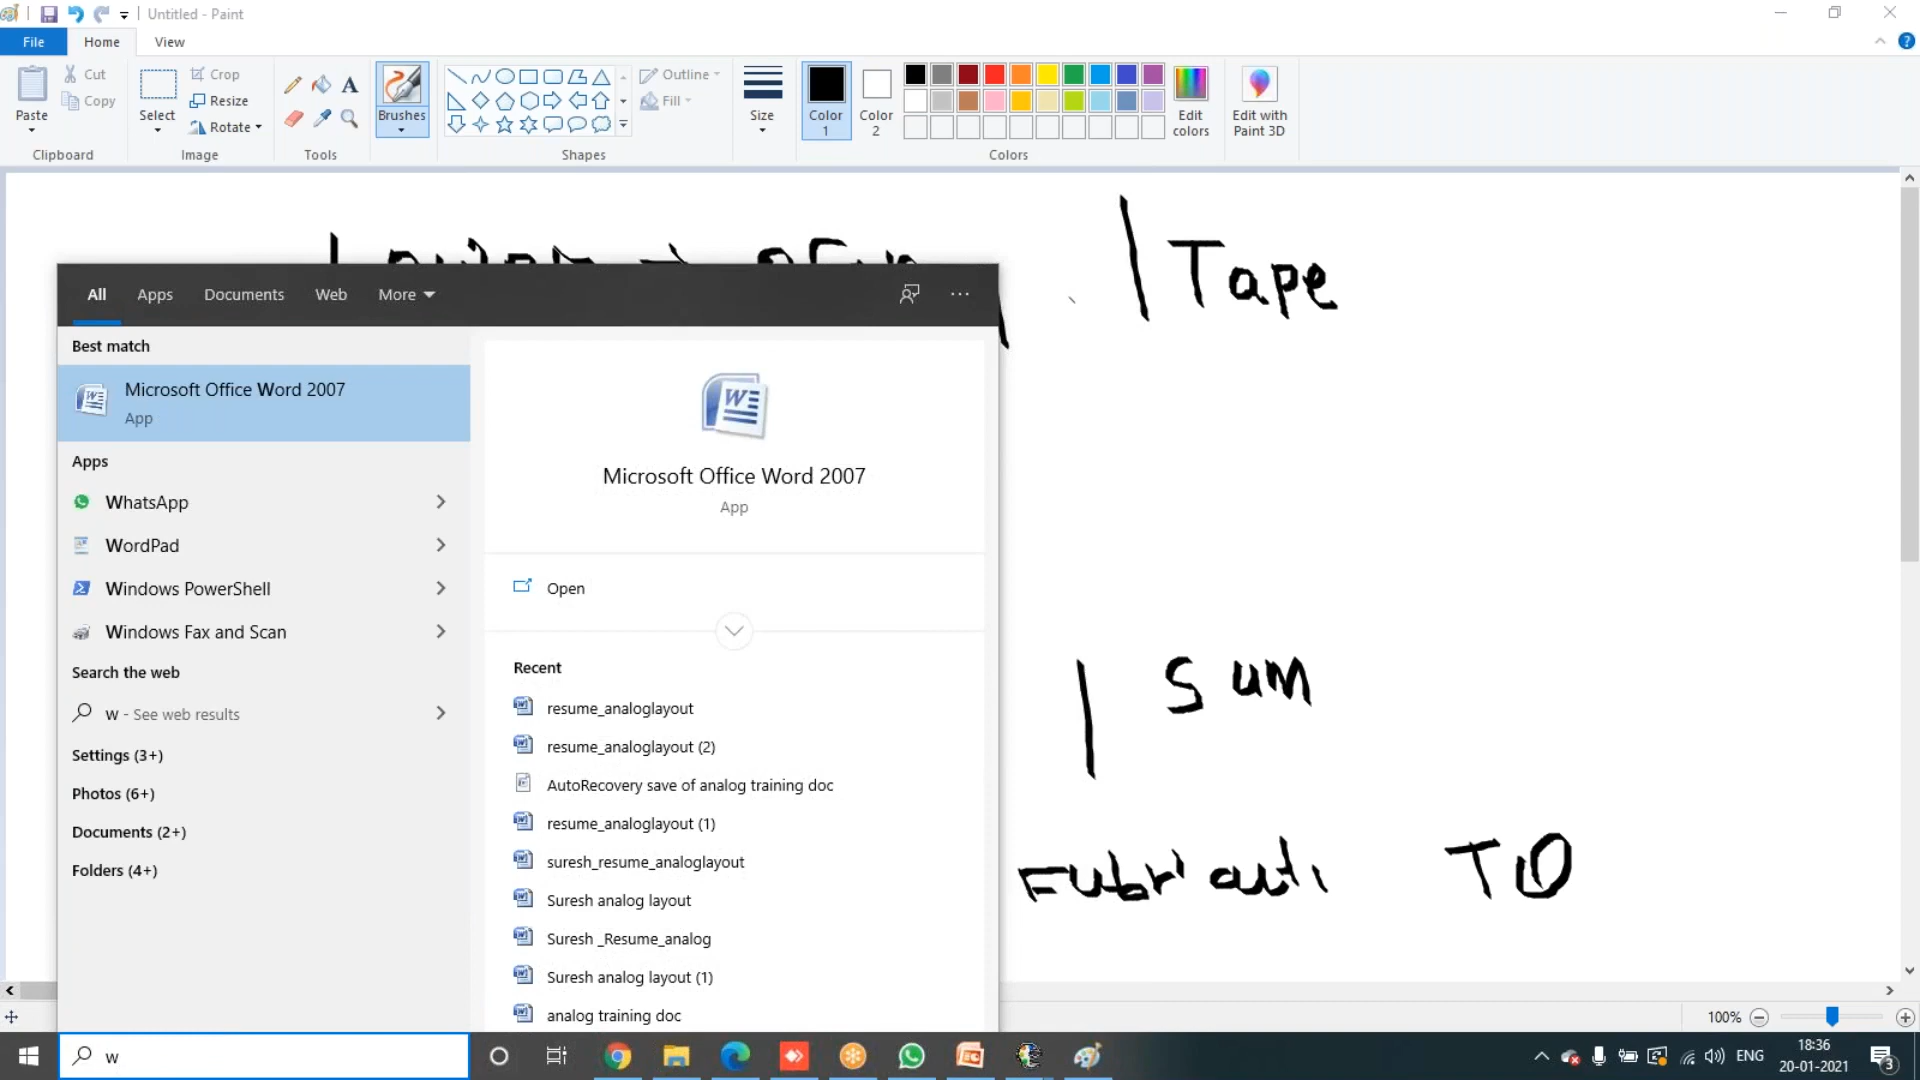 Untitled - Paint
File Home View
Paste
Cut
Copy
Clipboard
Select
Crop
Resize
Rotate
Image
A
Tools
Brushes
Shapes
Outline
Fill
Size
Color 1
Color 2
Colors
Edit colors
Edit with Paint 3D
Tape
All Apps Documents Web More
Best match
Microsoft Office Word 2007
App
Apps
WhatsApp
WordPad
Windows PowerShell
Windows Fax and Scan
Search the web
w - See web results
Settings (3+)
Photos (6+)
Documents (2+)
Folders (4+)
Microsoft Office Word 2007
App
Open
Recent
resume_analoglayout
resume_analoglayout (2)
AutoRecovery save of analog training doc
resume_analoglayout (1)
suresh_resume_analoglayout
Suresh analog layout
Suresh _Resume_analog
Suresh analog layout (1)
analog training doc
Sum
TO
100%
w
ENG
18:36
20-01-2021
3